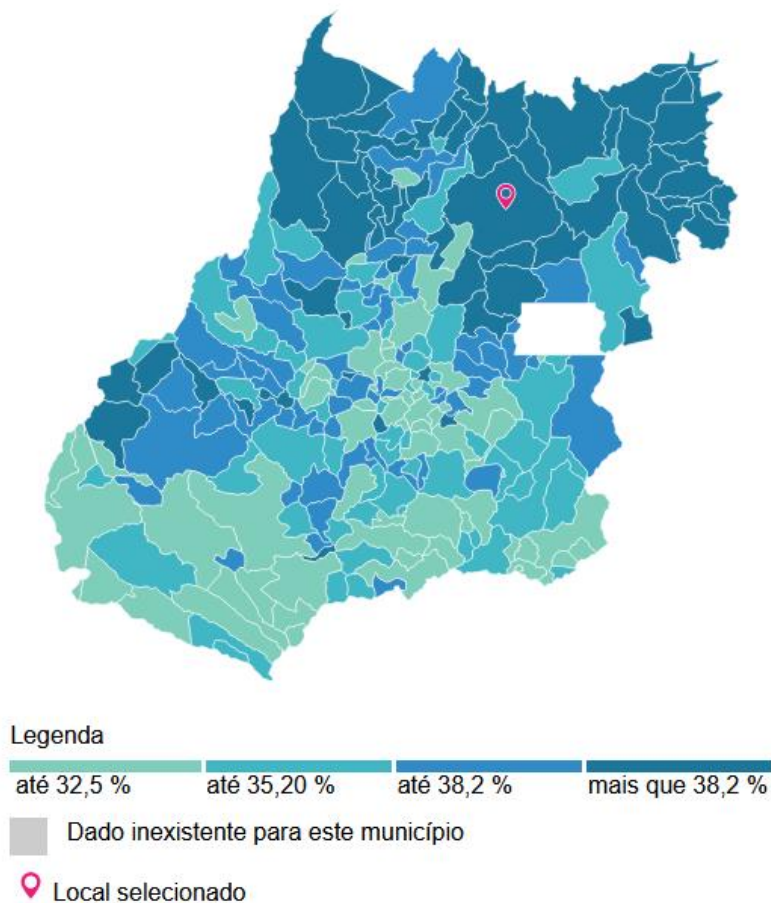 Legenda
até 32,5 %
até 35,20 %
até 38,2 %
mais que 38,2 %
Dado inexistente para este município
Local selecionado